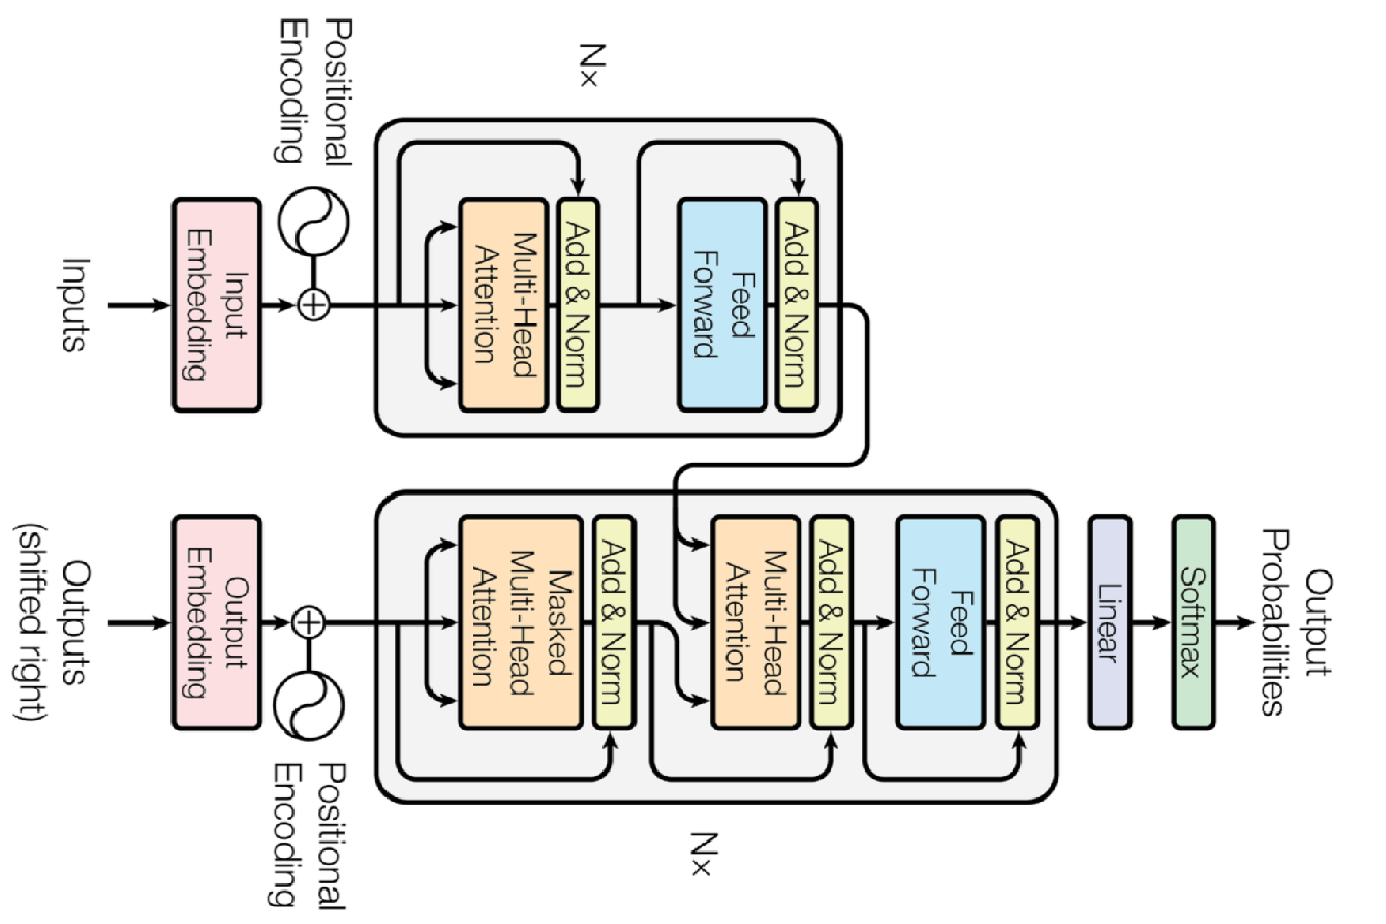 Output
Probabilities
Softmax
Linear
Add & Norm
Feed
Forward
Add & Norm
Multi-Head
Attention
Add & Norm
Masked
Multi-Head
Attention
Nx
Add & Norm
Feed
Forward
Add & Norm
Multi-Head
Attention
Nx
Positional
Encoding
Positional
Encoding
Input
Embedding
Output
Embedding
Inputs
Outputs
(shifted right)